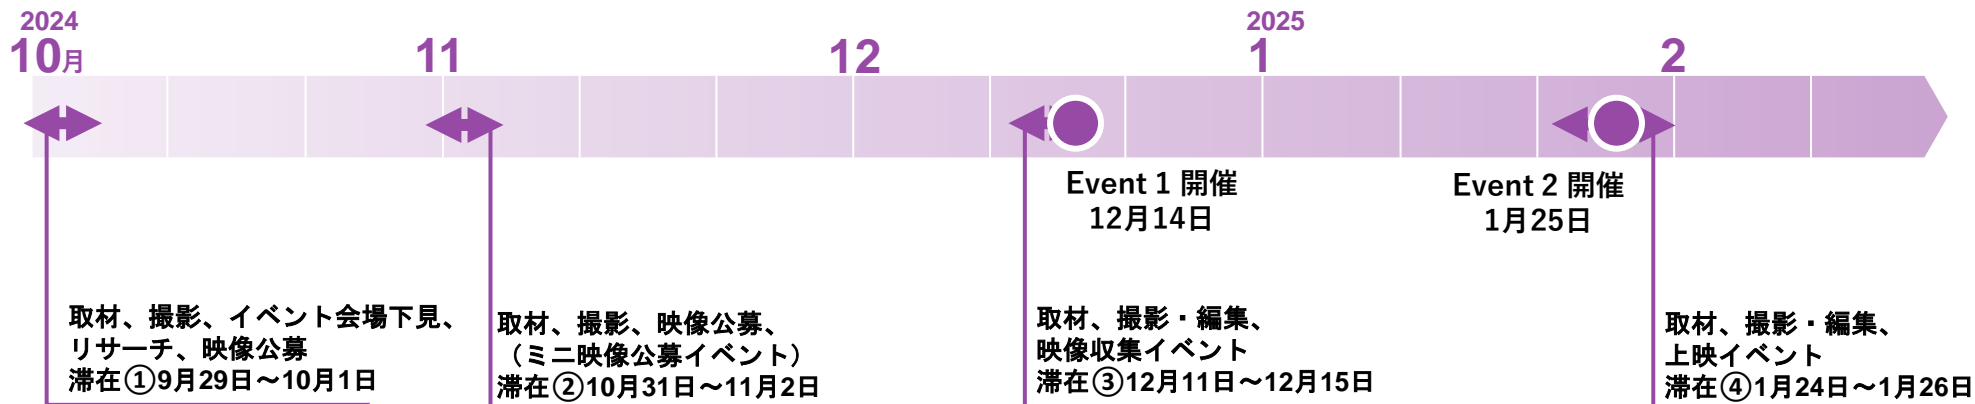 2024
10月
11
12
2025
1
2
Event 1 開催
12月14日
Event 2 開催
1月25日
取材、撮影、イベント会場下見、
リサーチ、映像公募
滞在①9月29日〜10月1日
取材、撮影、映像公募、
（ミニ映像公募イベント）
滞在②10月31日〜11月2日
取材、撮影・編集、
映像収集イベント
滞在③12月11日〜12月15日
取材、撮影・編集、
上映イベント
滞在④1月24日〜1月26日